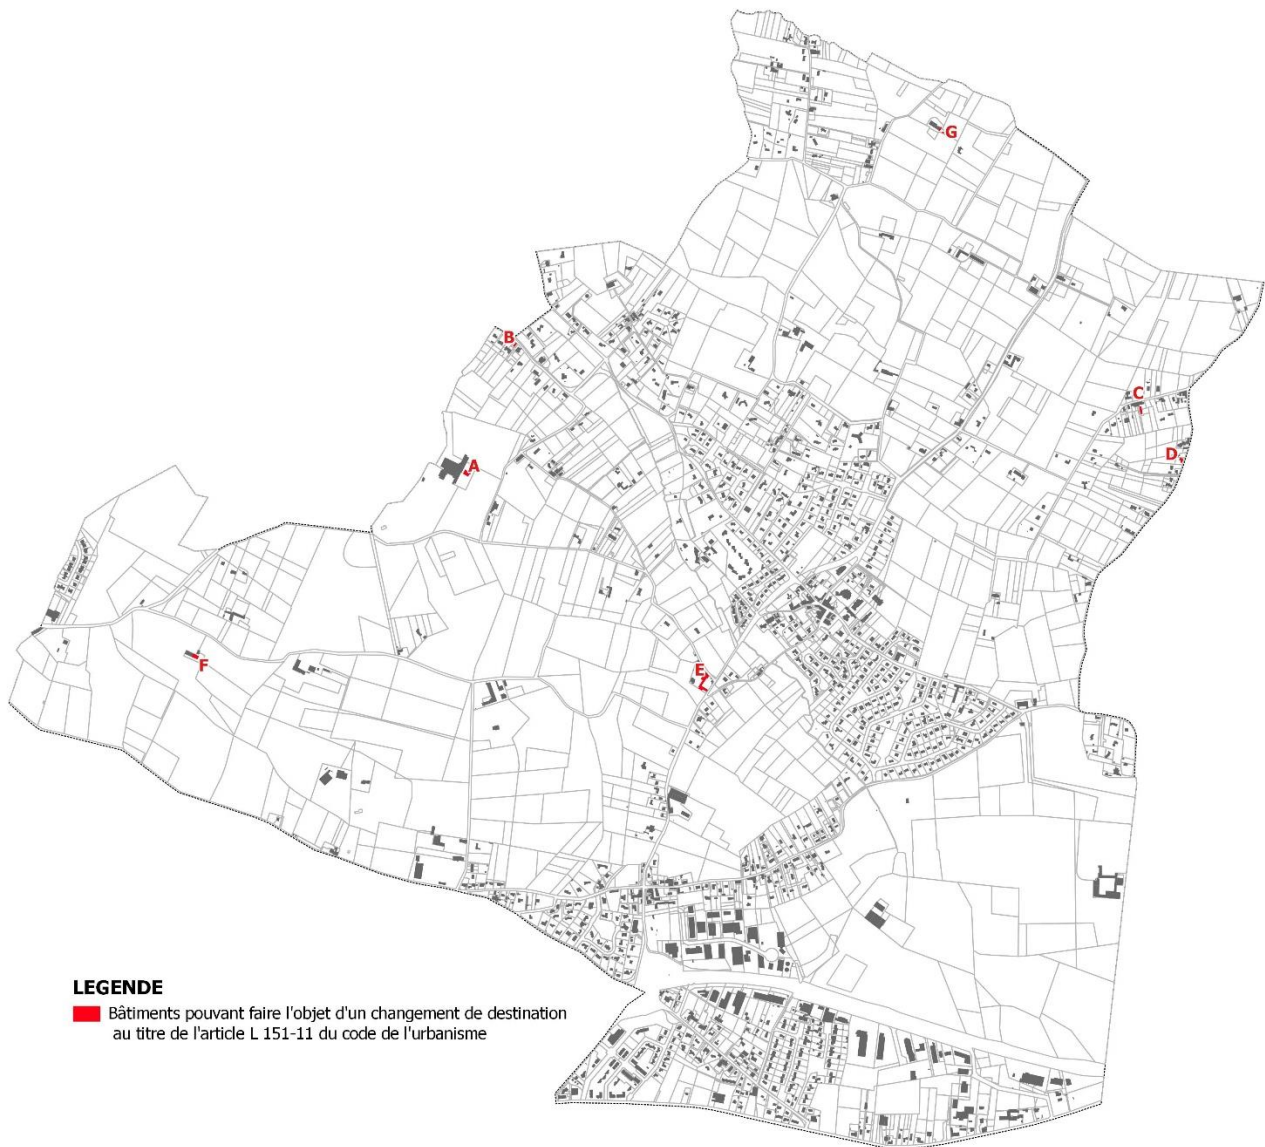 G
B
C
D
A
F
E
LEGENDE
Bâtiments pouvant faire l'objet d'un changement de destination
au titre de l'article L 151-11 du code de l'urbanisme